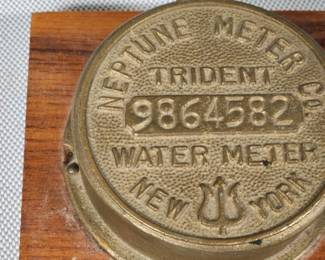 NEPTUNE METER Co.
TRIDENT
9864582
WATER METER
NEW YORK